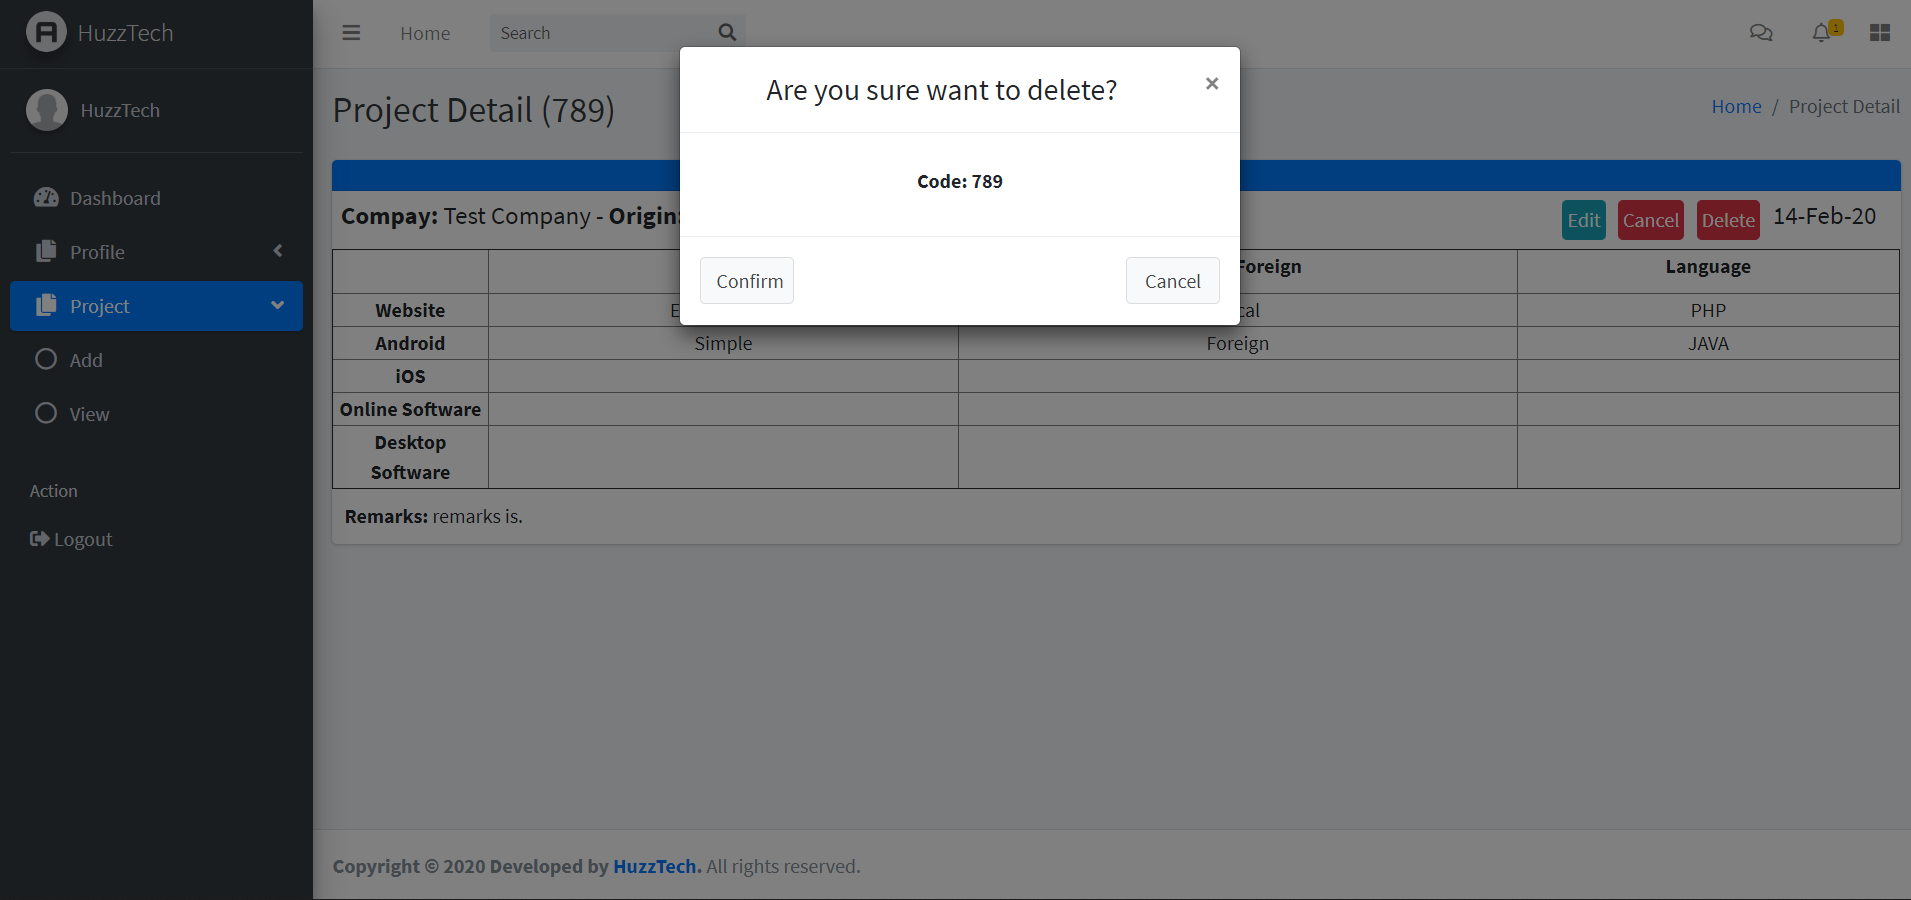 HuzzTech
HuzzTech
Dashboard
Profile
Project
Add
View
Action
Logout
Home
Search
1
Project Detail (789)
Home / Project Detail
Are you sure want to delete?
×
Code: 789
Confirm
Cancel
Compay: Test Company - Origin:
Edit Cancel Delete 14-Feb-20
Foreign Language
Website PHP
Android Simple Foreign JAVA
iOS
Online Software
Desktop
Software
Remarks: remarks is.
Copyright © 2020 Developed by HuzzTech. All rights reserved.